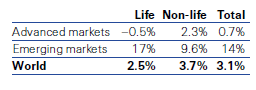 Life Non-life Total
Advanced markets −0.5% 2.3% 0.7%
Emerging markets 17% 9.6% 14%
World 2.5% 3.7% 3.1%